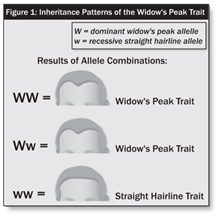 Figure 1: Inheritance Patterns of the Widow's Peak Trait
W = dominant widow's peak allelle
w = recessive straight hairline allele
Results of Allele Combinations:
WW = Widow's Peak Trait
Ww = Widow's Peak Trait
ww = Straight Hairline Trait